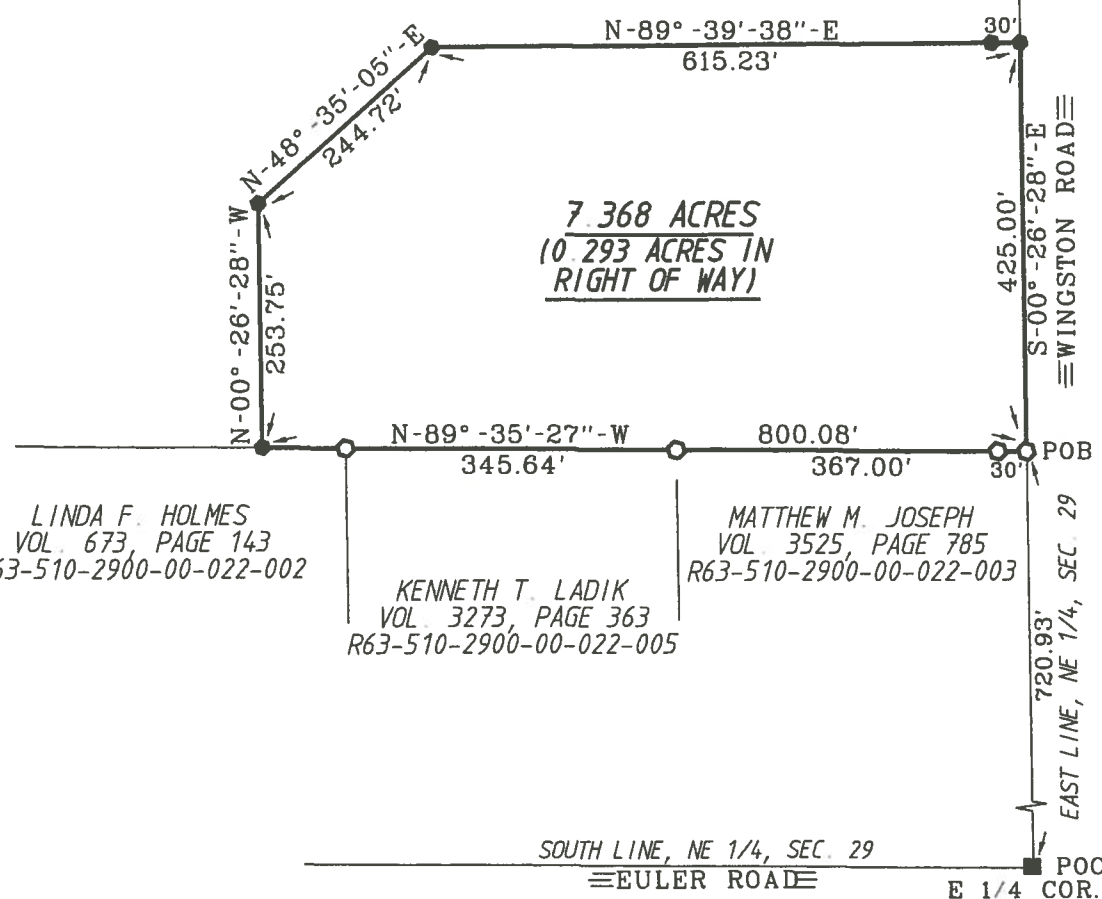 N-89°-39'-38"-E
30'
615.23'
N-48°-35'-05"-E
244.72'
N-00°-26'-28"-W
253.75'
7.368 ACRES
(0.293 ACRES IN
RIGHT OF WAY)
425.00'
S-00°-26'-28"-E
WINGSTON ROAD
N-89°-35'-27"-W
800.08'
345.64'
367.00'
30'
POB
LINDA F. HOLMES
VOL. 673, PAGE 143
63-510-2900-00-022-002
KENNETH T. LADIK
VOL. 3273, PAGE 363
R63-510-2900-00-022-005
MATTHEW M. JOSEPH
VOL. 3525, PAGE 785
R63-510-2900-00-022-003
720.93'
EAST LINE, NE 1/4, SEC. 29
SOUTH LINE, NE 1/4, SEC. 29
EULER ROAD
POC
E 1/4 COR.